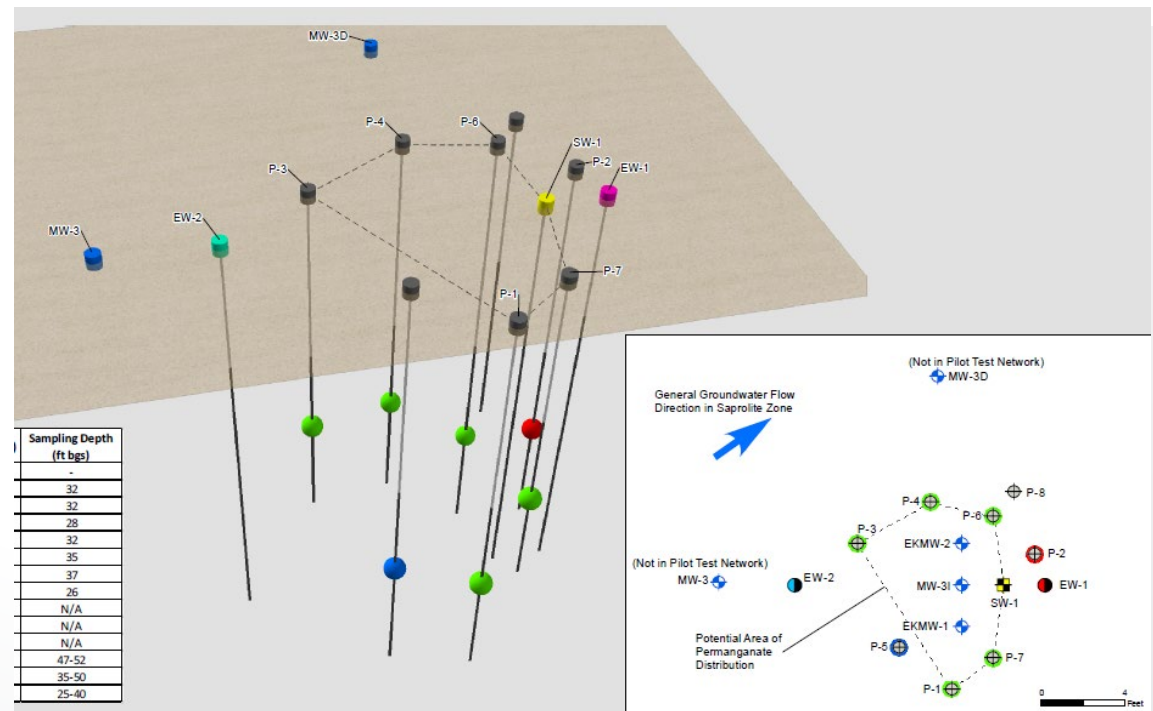 MW-3D
P-4
P-6
SW-1
P-2
EW-1
P-3
EW-2
MW-3
P-7
P-1
)
Sampling Depth
(ft bgs)
-
32
32
28
32
35
37
26
N/A
N/A
N/A
47-52
35-50
25-40
(Not in Pilot Test Network)
MW-3D
General Groundwater Flow
Direction in Saprolite Zone
P-8
P-4
P-6
P-3
EKMW-2
P-2
(Not in Pilot Test Network)
MW-3
EW-2
MW-3I
EW-1
SW-1
EKMW-1
Potential Area of
Permanganate
Distribution
P-5
P-7
P-1
0
4
Feet